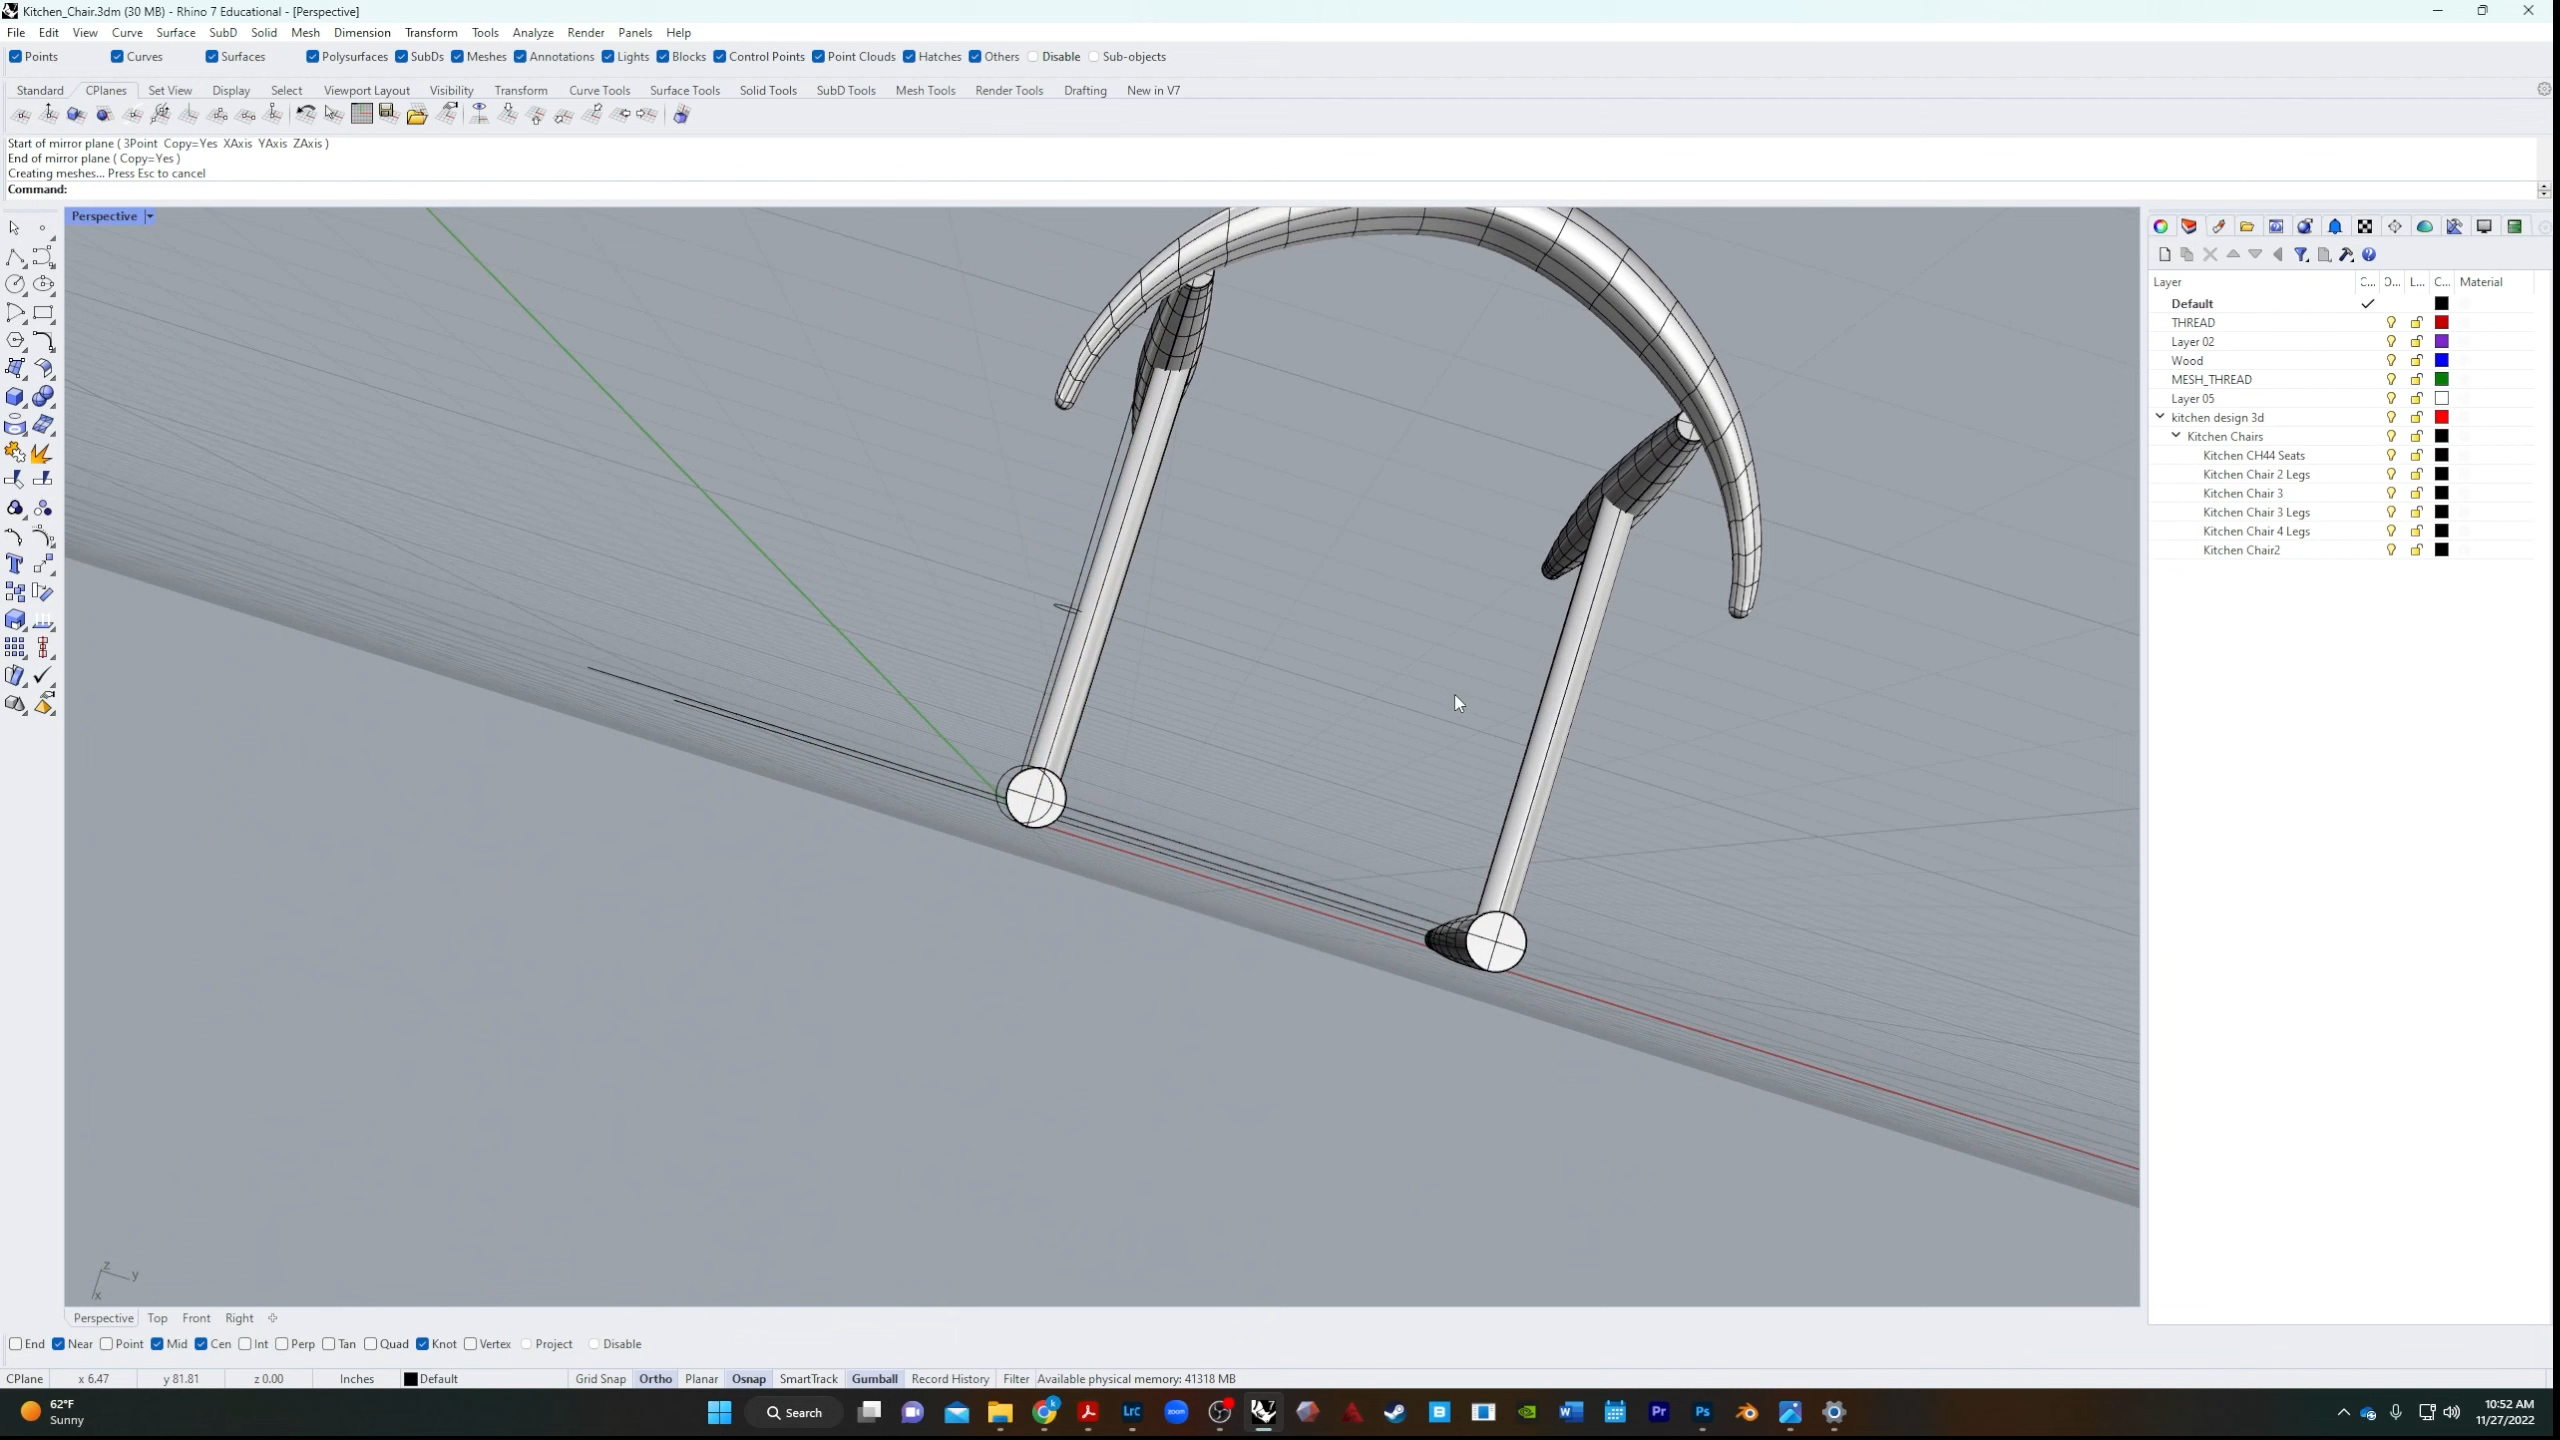 Kitchen_Chair.3dm (30 MB) - Rhino 7 Educational - [Perspective]
File Edit View Curve Surface SubD Solid Mesh Dimension Transform Tools Analyze Render Panels Help
Points Curves Surfaces Polysurfaces SubDs Meshes Annotations Lights Blocks Control Points Point Clouds Hatches Others Disable Sub-objects
Standard CPlanes Set View Display Select Viewport Layout Visibility Transform Curve Tools Surface Tools Solid Tools SubD Tools Mesh Tools Render Tools Drafting New in V7
Start of mirror plane ( 3Point Copy=Yes XAxis YAxis ZAxis )
End of mirror plane ( Copy=Yes )
Creating meshes... Press Esc to cancel
Command:
Perspective
Layer C... O... L... C... Material
Default
THREAD
Layer 02
Wood
MESH_THREAD
Layer 05
kitchen design 3d
Kitchen Chairs
Kitchen CH44 Seats
Kitchen Chair 2 Legs
Kitchen Chair 3
Kitchen Chair 3 Legs
Kitchen Chair 4 Legs
Kitchen Chair2
z
y
x
Perspective Top Front Right
End Near Point Mid Cen Int Perp Tan Quad Knot Vertex Project Disable
CPlane x 6.47 y 81.81 z 0.00 Inches Default Grid Snap Ortho Planar Osnap SmartTrack Gumball Record History Filter Available physical memory: 41318 MB
62°F
Sunny
Search
Lrc
zoom
7
B
W
Pr
Ps
10:52 AM
11/27/2022